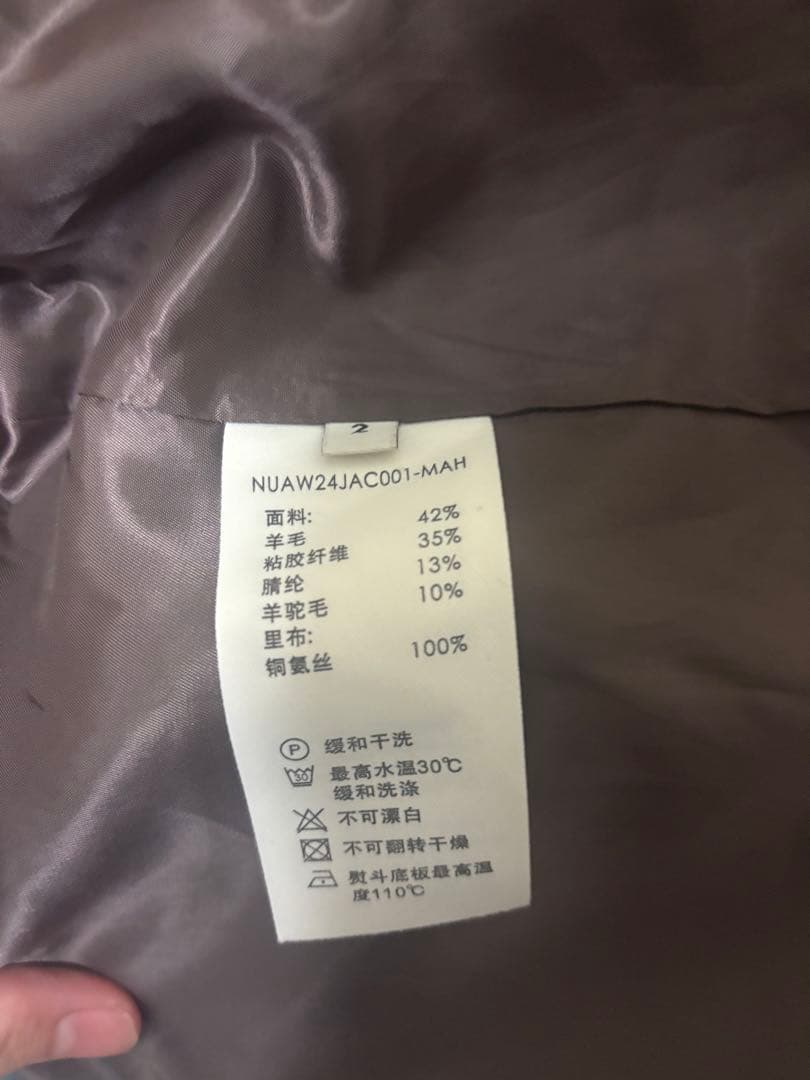 2
NUAW24JAC001-MAH
面料:
羊毛 42%
粘胶纤维 35%
腈纶 13%
羊驼毛 10%
里布:
铜氨丝 100%
P 缓和干洗
30 最高水温30℃
缓和洗涤
不可漂白
不可翻转干燥
熨斗底板最高温
度110℃